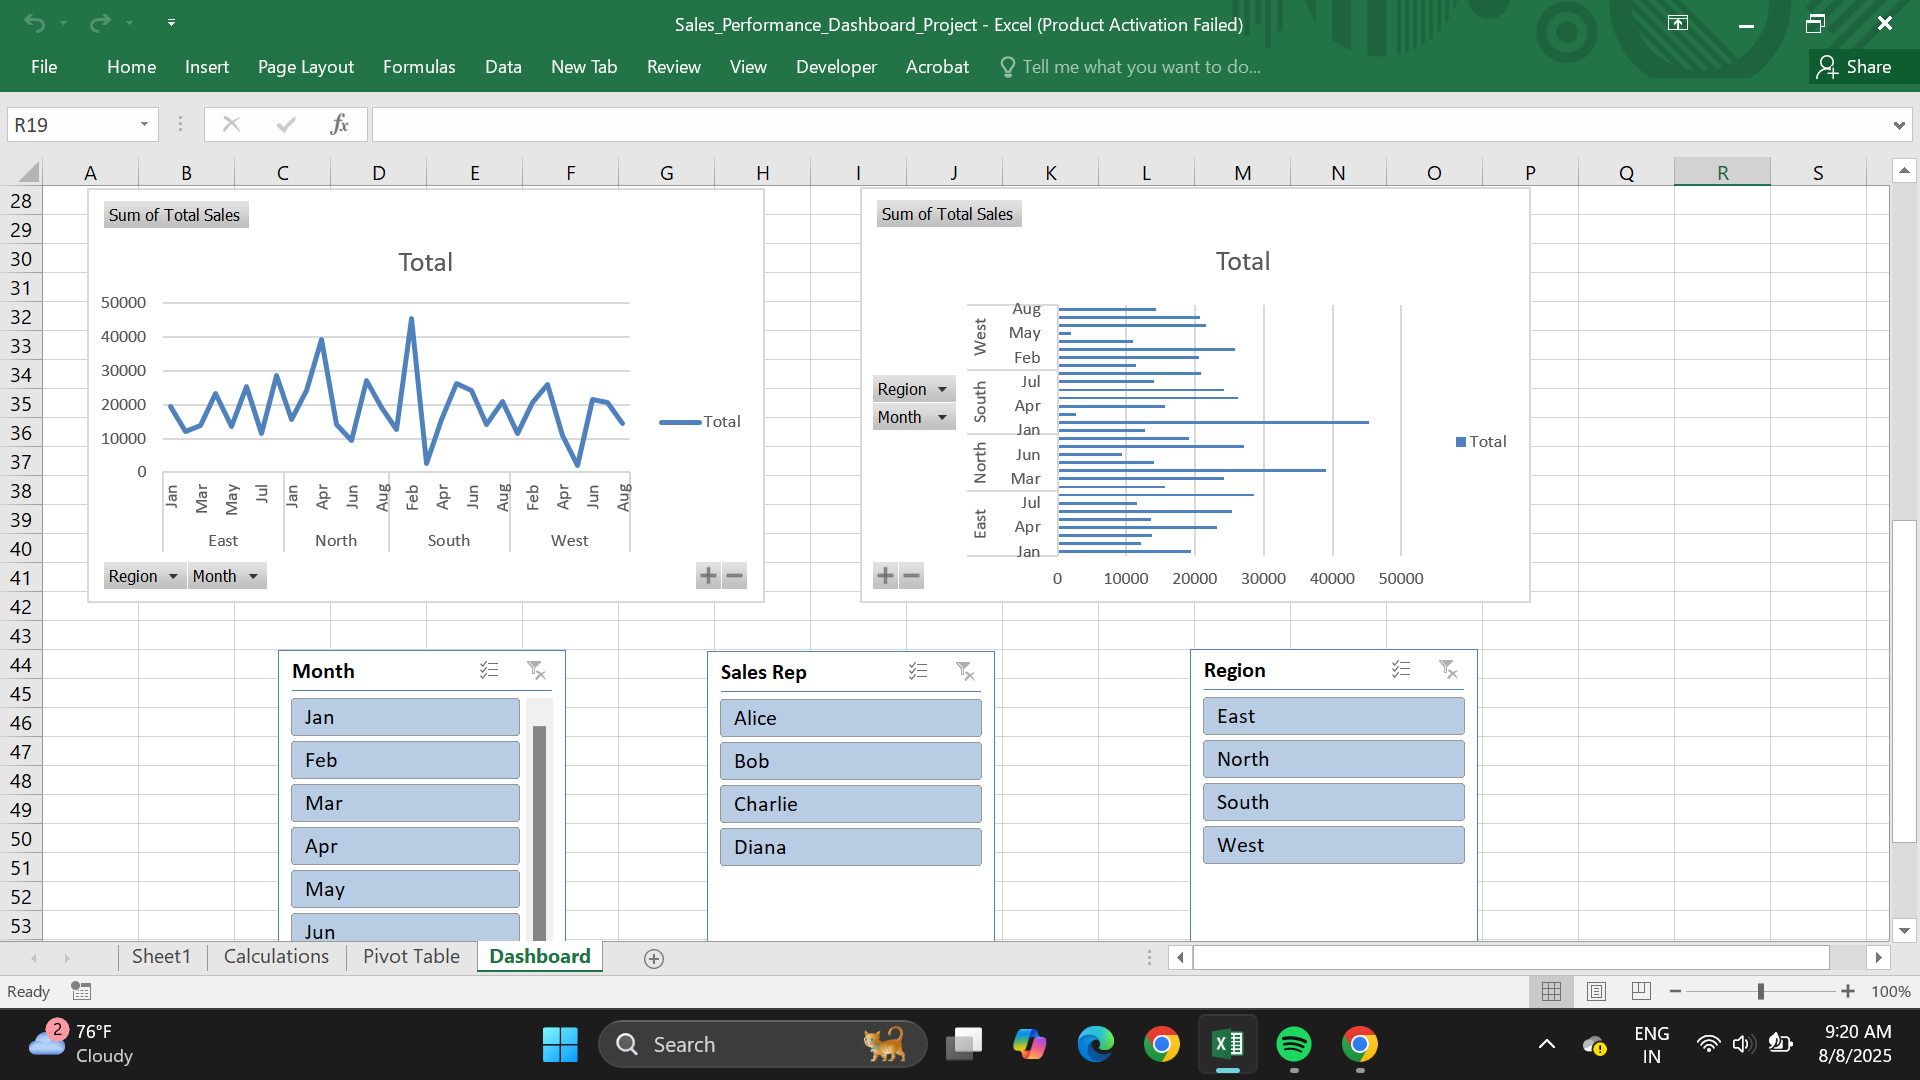 Sales_Performance_Dashboard_Project - Excel (Product Activation Failed)
File Home Insert Page Layout Formulas Data New Tab Review View Developer Acrobat Tell me what you want to do... Share
R19 fx
A B C D E F G H I J K L M N O P Q R S
28
29
30
31
32
33
34
35
36
37
38
39
40
41
42
43
44
45
46
47
48
49
50
51
52
53
Sum of Total Sales
Total
50000
40000
30000
20000
10000
0
Jan Mar May Jul Jan Apr Jun Aug Feb Apr Jun Aug Feb Apr Jun Aug
East North South West
Total
Region Month
Sum of Total Sales
Total
Region
Month
West
Aug
May
Feb
South
Jul
Apr
Jan
North
Jun
Mar
East
Jul
Apr
Jan
0 10000 20000 30000 40000 50000
Total
Month
Jan
Feb
Mar
Apr
May
Jun
Sales Rep
Alice
Bob
Charlie
Diana
Region
East
North
South
West
Sheet1 Calculations Pivot Table Dashboard
Ready 100%
2
76°F
Cloudy
Search
ENG
IN
9:20 AM
8/8/2025